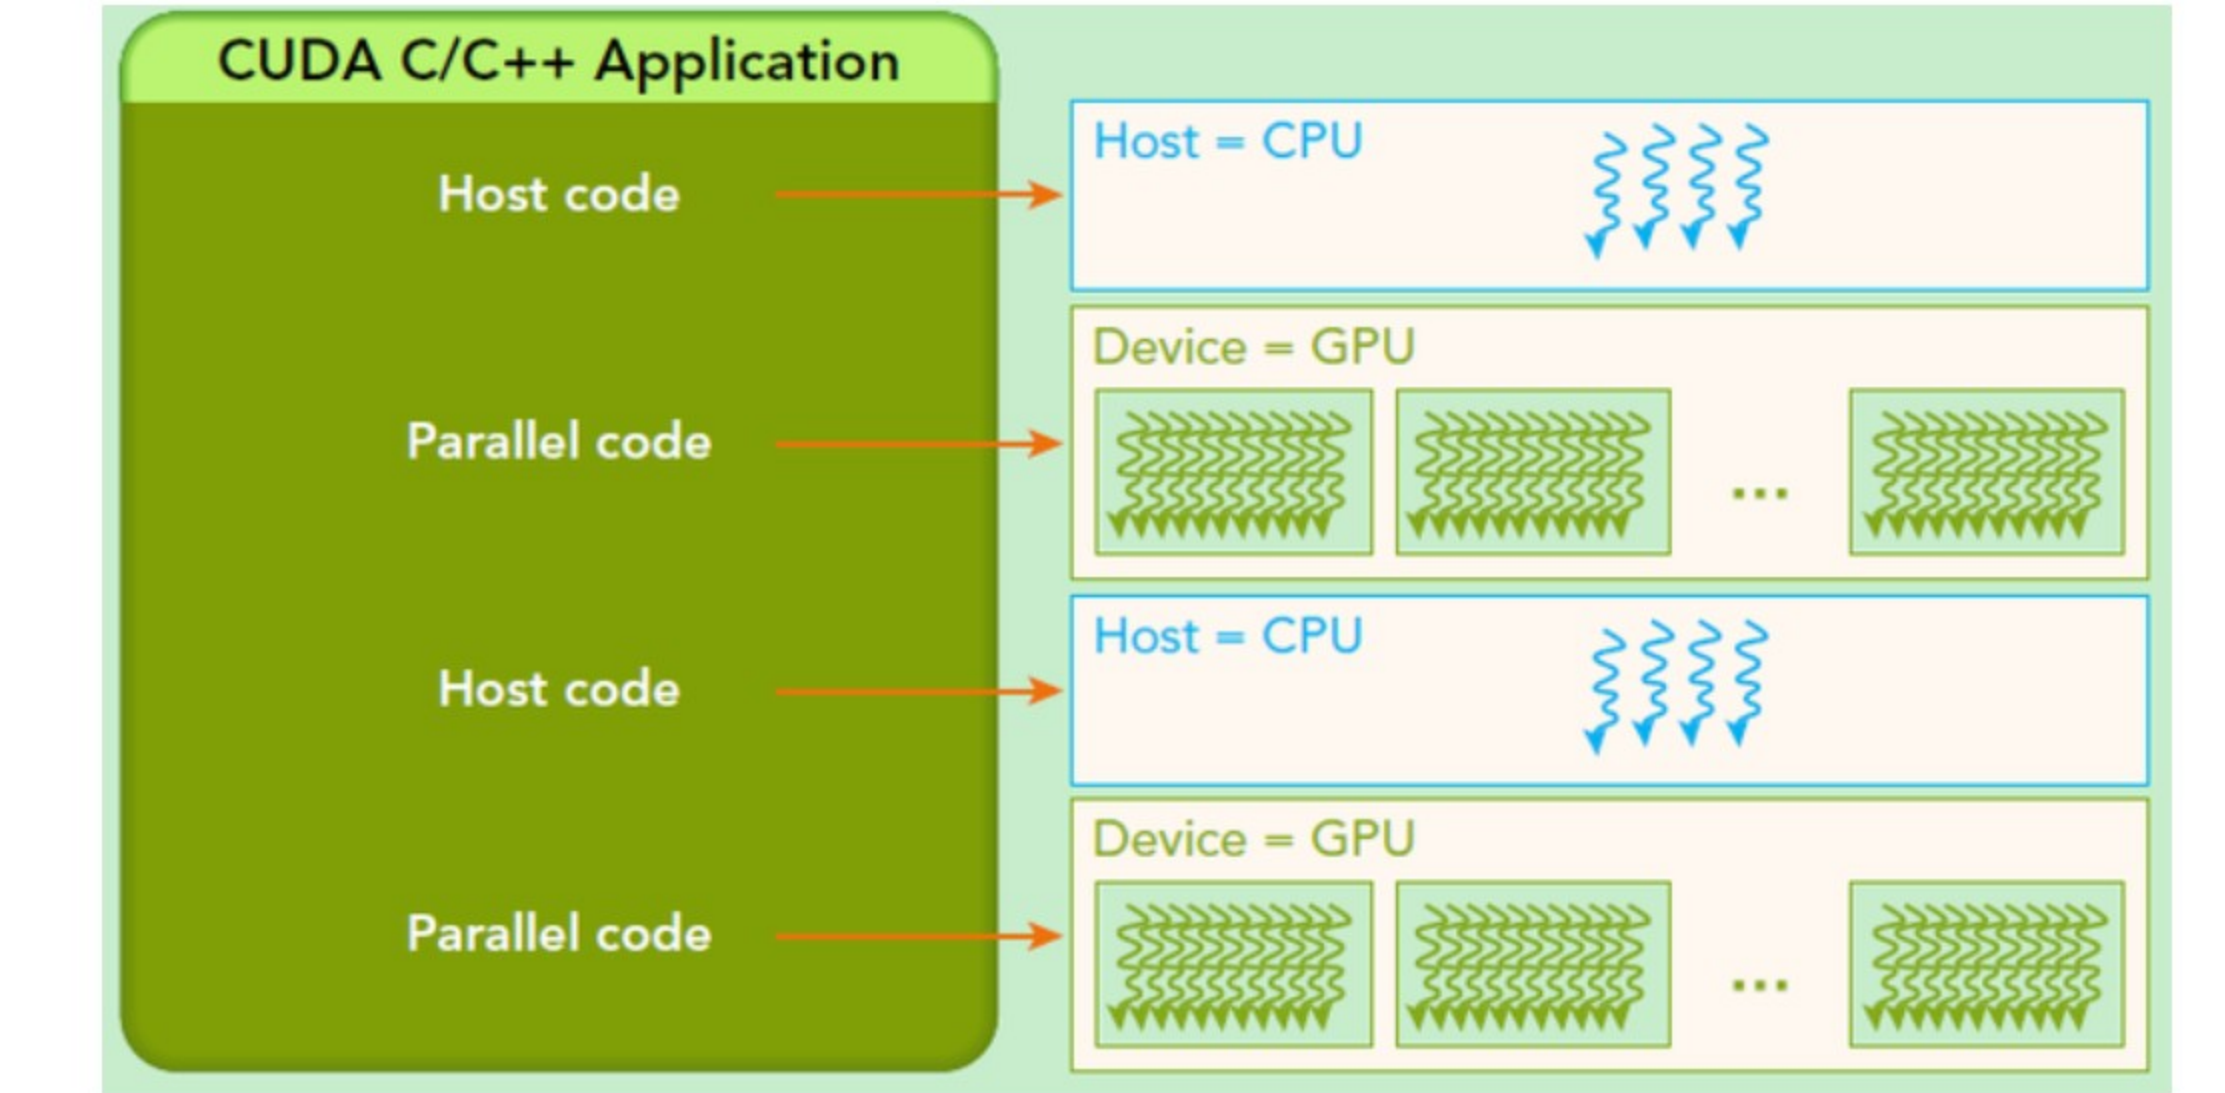 CUDA C/C++ Application
Host code
Host = CPU
Parallel code
Device = GPU
...
Host code
Host = CPU
Parallel code
Device = GPU
...